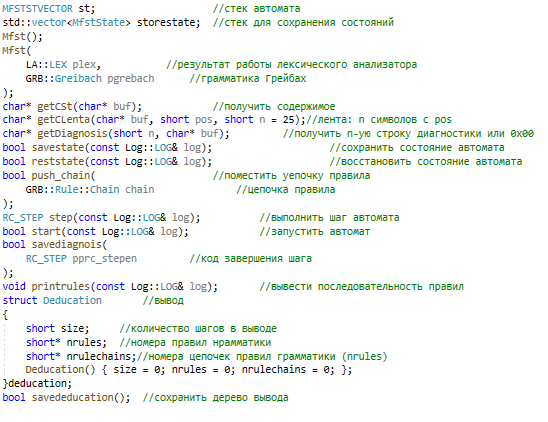 MFSTSTVECTOR st; //стек автомата
std::vector<MfstState> storestate; //стек для сохранения состояний
Mfst();
Mfst(
LA::LEX plex, //результат работы лексического анализатора
GRB::Greibach pgrebach //грамматика Грейбах
);
char* getCSt(char* buf); //получить содержимое
char* getCLenta(char* buf, short pos, short n = 25);//лента: n символов с pos
char* getDiagnosis(short n, char* buf); //получить n-ую строку диагностики или 0x00
bool savestate(const Log::LOG& log); //сохранить состояние автомата
bool reststate(const Log::LOG& log); //восстановить состояние автомата
bool push_chain( //поместить уепочку правила
GRB::Rule::Chain chain //цепочка правила
);
RC_STEP step(const Log::LOG& log); //выполнить шаг автомата
bool start(const Log::LOG& log); //запустить автомат
bool savediagnois(
RC_STEP pprc_stepen //код завершения шага
);
void printrules(const Log::LOG& log); //вывести последовательность правил
struct Deducation //вывод
{
short size; //количество шагов в выводе
short* nrules; //номера правил нрамматики
short* nrulechains;//номера цепочек правил грамматики (nrules)
Deducation() { size = 0; nrules = 0; nrulechains = 0; };
}deducation;
bool savededucation(); //сохранить дерево вывода